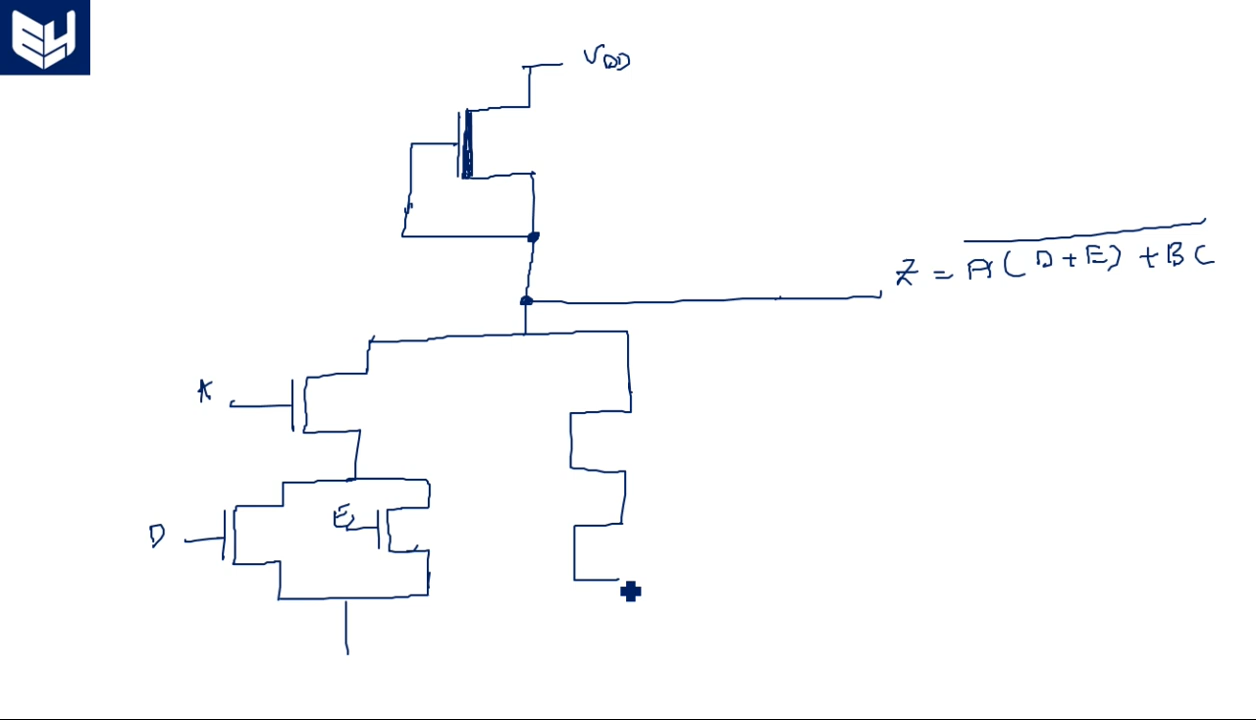 VDD
Z = A(D+E) + BC
A
E
D